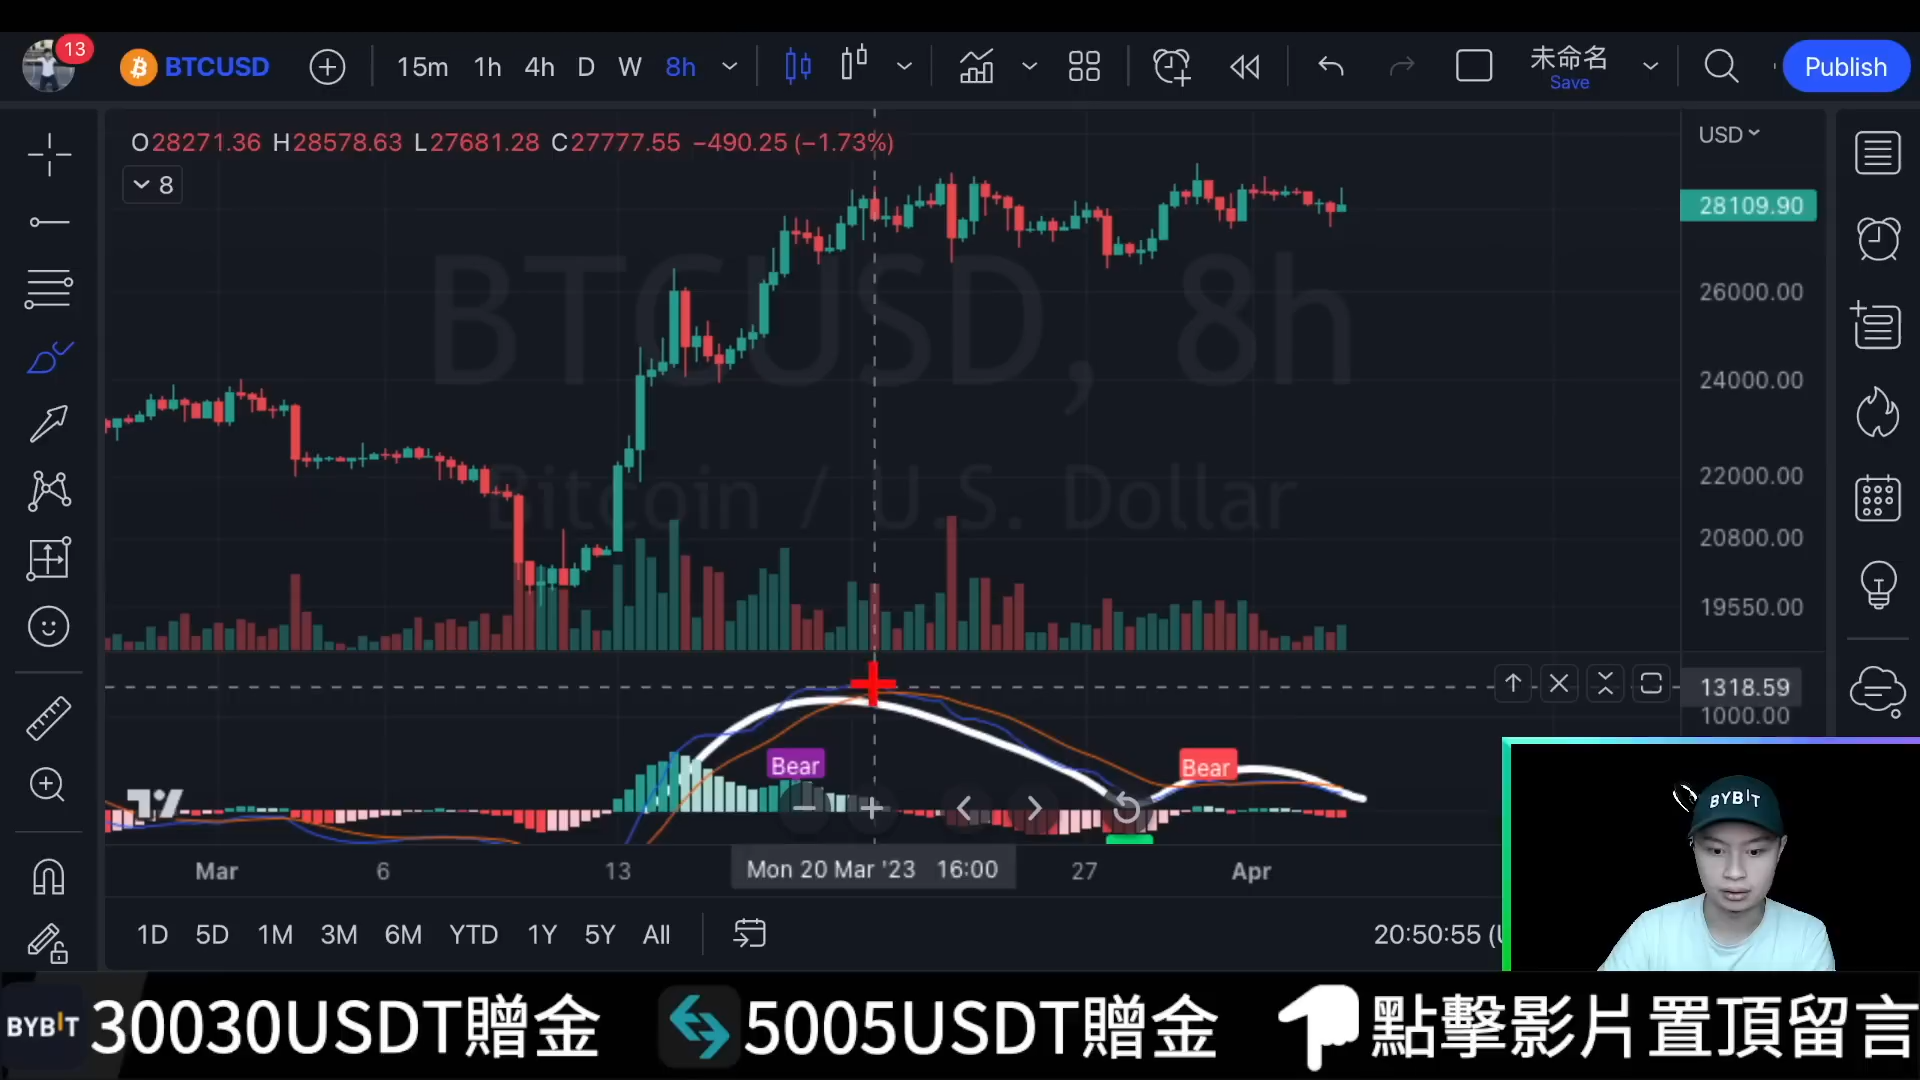 13
BTCUSD
15m 1h 4h D W 8h
未命名
Save
Publish
O28271.36 H28578.63 L27681.28 C27777.55 −490.25 (−1.73%)
8
USD
BTCUSD, 8h
Bitcoin / U.S. Dollar
28109.90
26000.00
24000.00
22000.00
20800.00
19550.00
1318.59
1000.00
Bear
Bear
Mar 6 13 Mon 20 Mar '23 16:00 27 Apr
1D 5D 1M 3M 6M YTD 1Y 5Y All
20:50:55 (U
BYBIT
BYBIT 30030USDT贈金 5005USDT贈金 點擊影片置頂留言